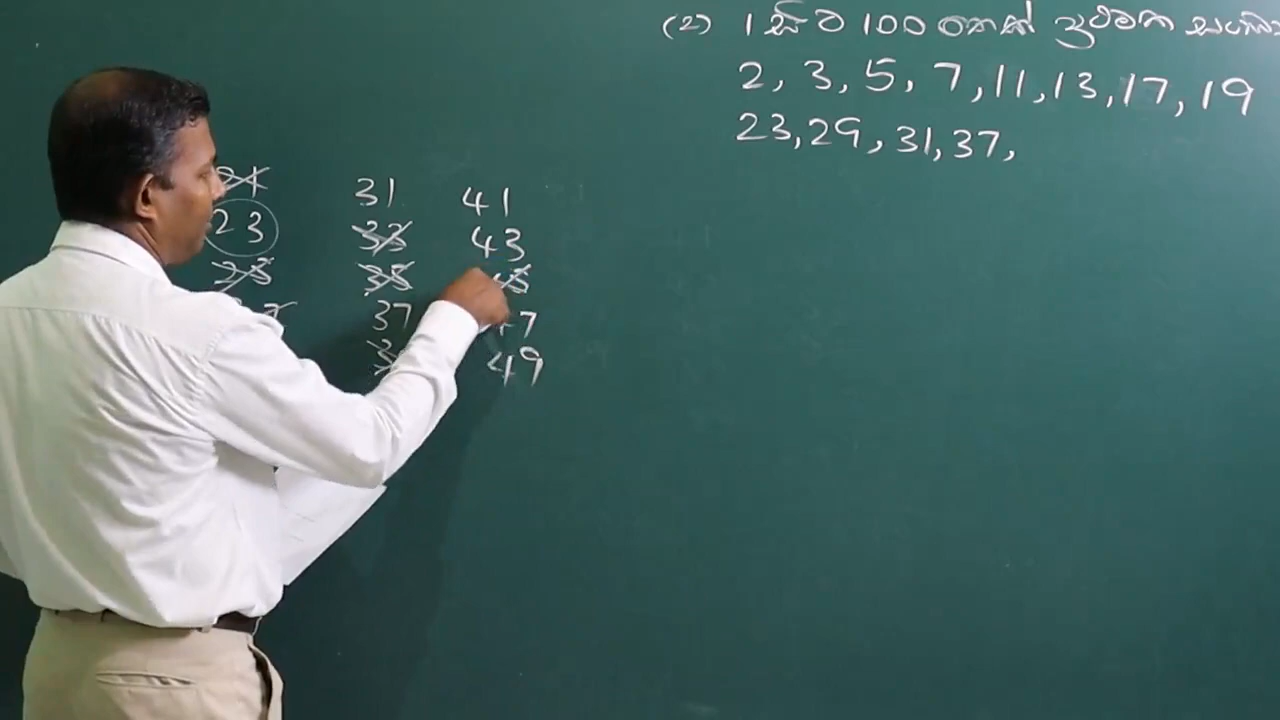 (2) 1 සිට 100 තෙක් ප්‍රථමක සංඛ්‍යා
2, 3, 5, 7, 11, 13, 17, 19
23, 29, 31, 37,
21 31 41
23 33 43
25 35 45
37 47
49